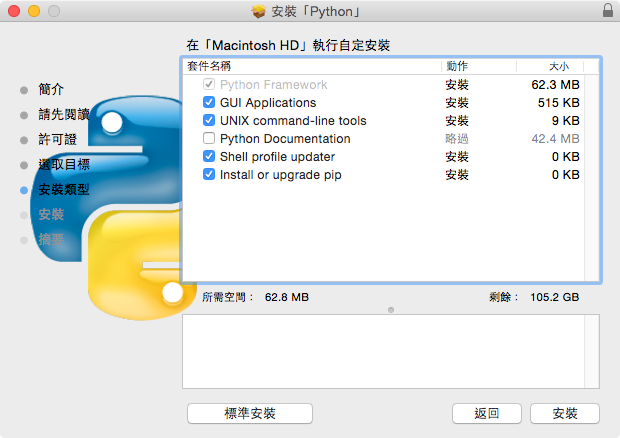 安裝「Python」
在「Macintosh HD」執行自定安裝
簡介
請先閱讀
許可證
選取目標
安裝類型
安裝
摘要
套件名稱 動作 大小
Python Framework 安裝 62.3 MB
GUI Applications 安裝 515 KB
UNIX command-line tools 安裝 9 KB
Python Documentation 略過 42.4 MB
Shell profile updater 安裝 0 KB
Install or upgrade pip 安裝 0 KB
所需空間： 62.8 MB 剩餘： 105.2 GB
標準安裝 返回 安裝